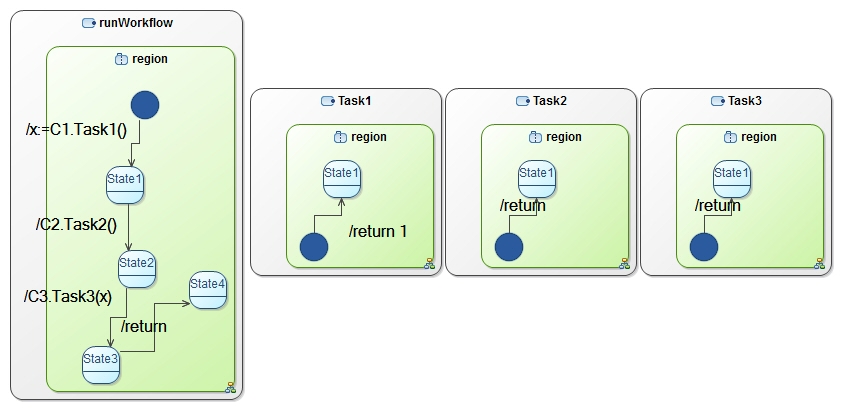 runWorkflow
region
/x:=C1.Task1()
State1
/C2.Task2()
State2
/C3.Task3(x)
State4
/return
State3
Task1
region
State1
/return 1
Task2
region
State1
/return
Task3
region
State1
/return